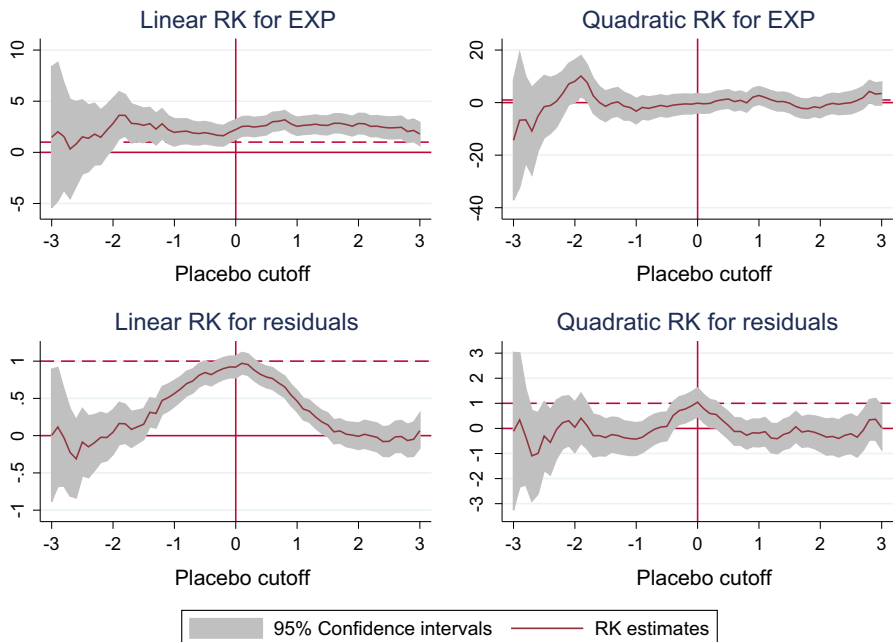 Linear RK for EXP
10
5
0
-5
-3 -2 -1 0 1 2 3
Placebo cutoff
Quadratic RK for EXP
20
0
-20
-40
-3 -2 -1 0 1 2 3
Placebo cutoff
Linear RK for residuals
1
.5
0
-.5
-1
-3 -2 -1 0 1 2 3
Placebo cutoff
Quadratic RK for residuals
3
2
1
0
-1
-2
-3
-3 -2 -1 0 1 2 3
Placebo cutoff
95% Confidence intervals RK estimates